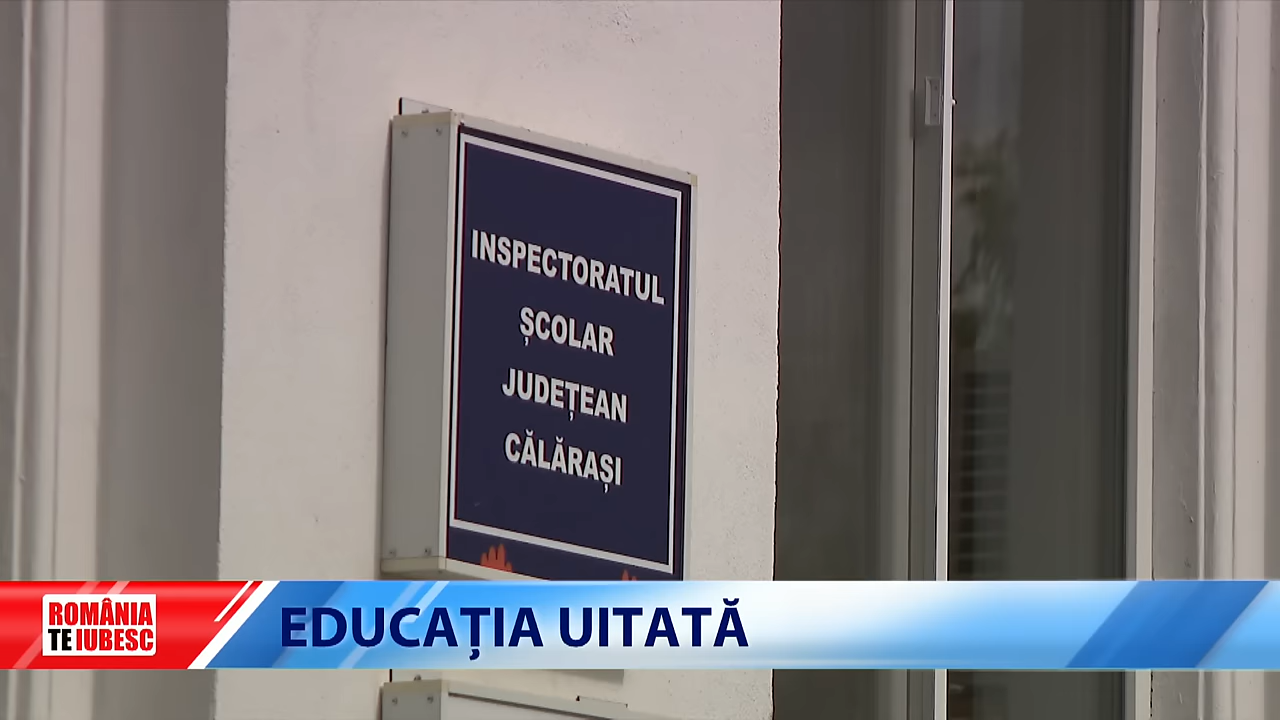 INSPECTORATUL
ȘCOLAR
JUDEȚEAN
CĂLĂRAȘI
ROMÂNIA
TE IUBESC
EDUCAȚIA UITATĂ